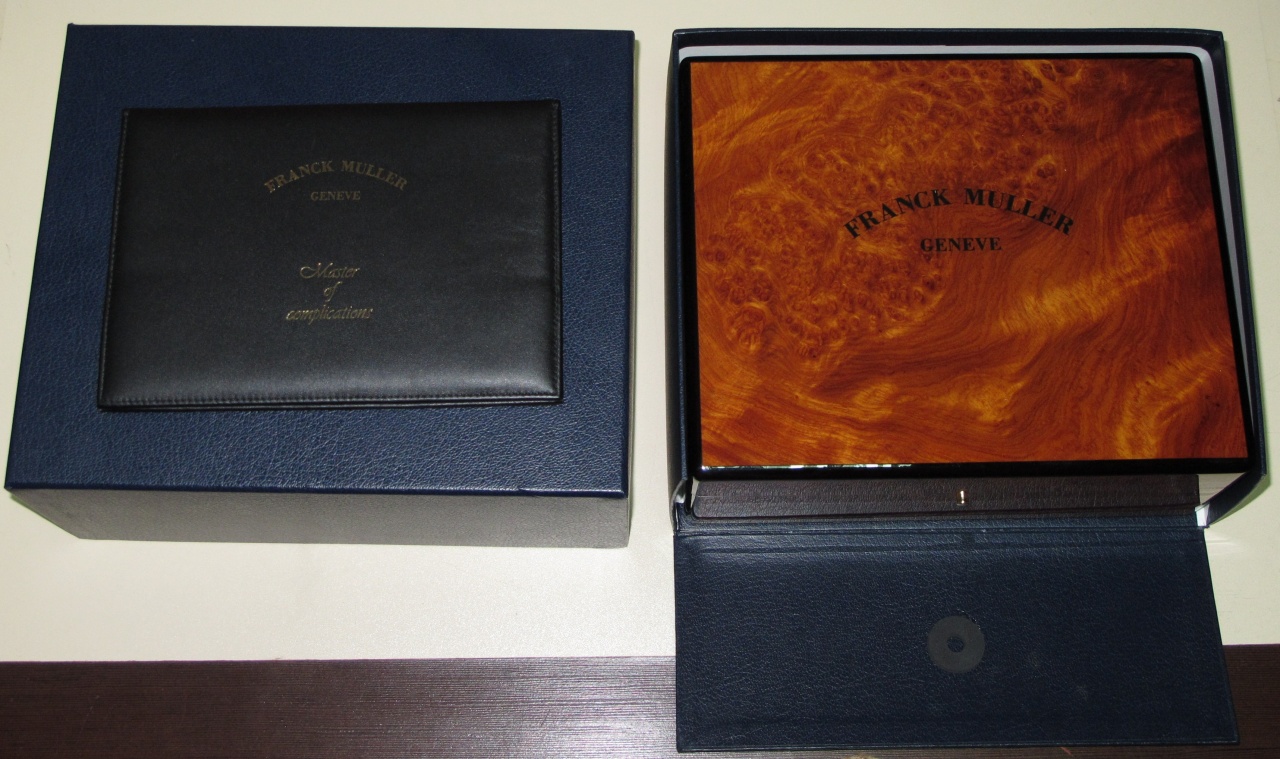 FRANCK MULLER
GENEVE
Master
of
complications
FRANCK MULLER
GENEVE